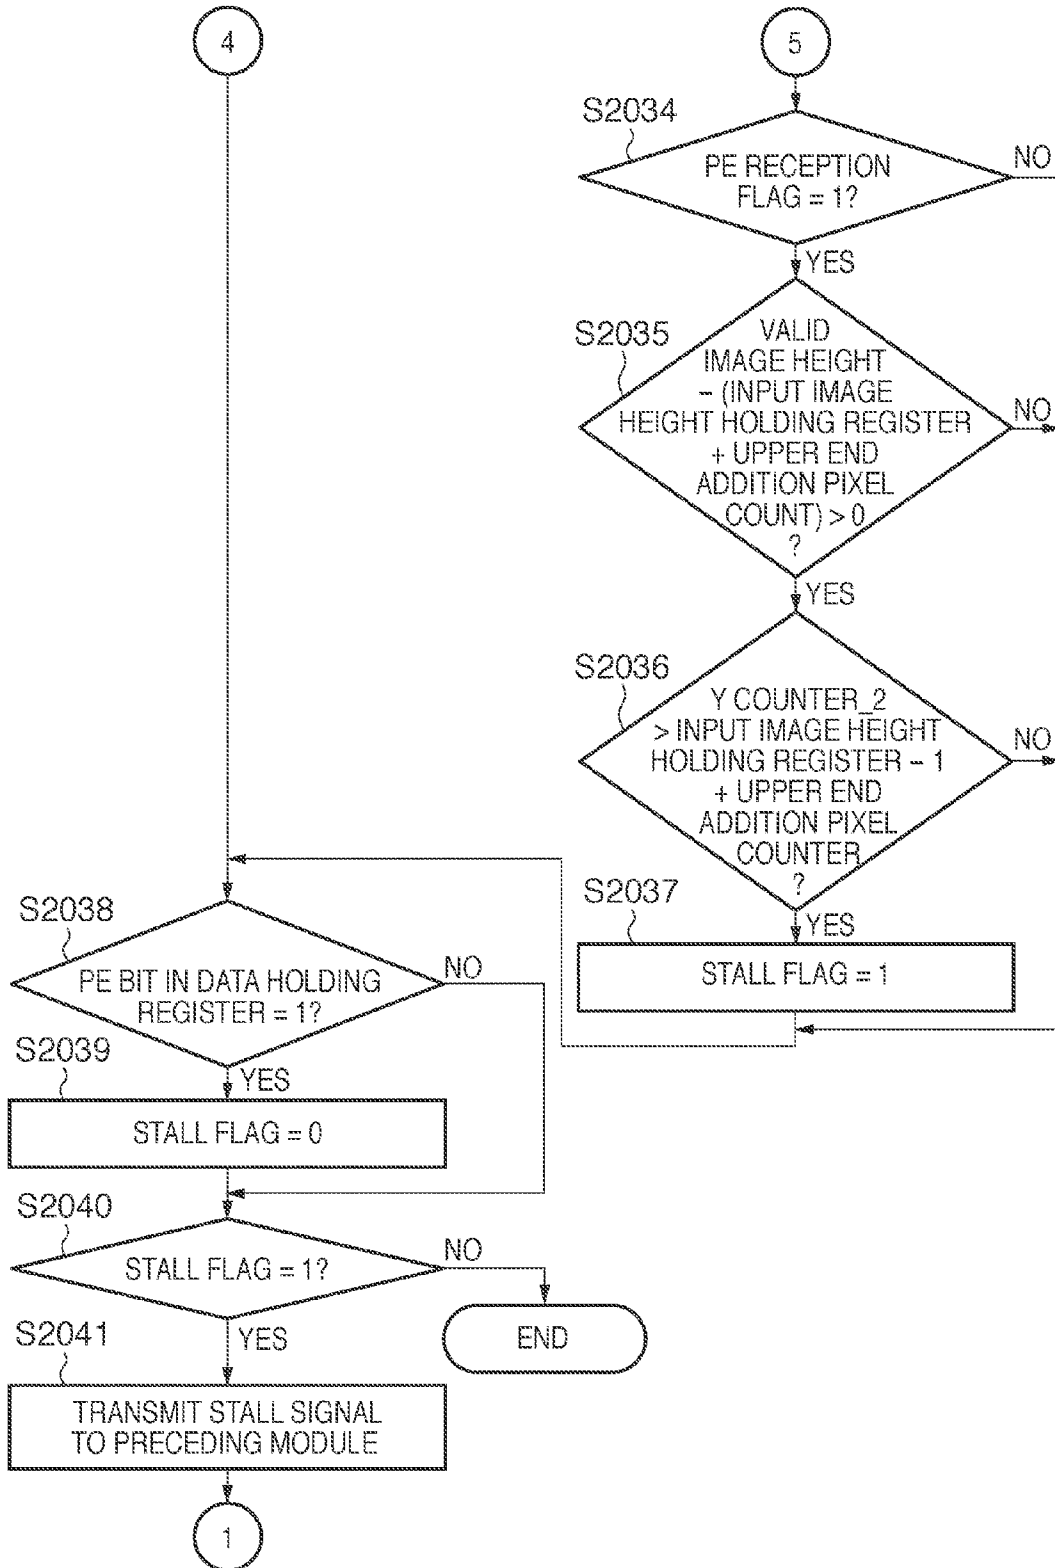 4
5
S2034
PE RECEPTION
FLAG = 1?
NO
YES
S2035
VALID
IMAGE HEIGHT
– (INPUT IMAGE
HEIGHT HOLDING REGISTER
+ UPPER END
ADDITION PIXEL
COUNT) > 0
?
NO
YES
S2036
Y COUNTER_2
> INPUT IMAGE HEIGHT
HOLDING REGISTER – 1
+ UPPER END
ADDITION PIXEL
COUNTER
?
NO
YES
S2037
STALL FLAG = 1
S2038
PE BIT IN DATA HOLDING
REGISTER = 1?
NO
YES
S2039
STALL FLAG = 0
S2040
STALL FLAG = 1?
NO
END
YES
S2041
TRANSMIT STALL SIGNAL
TO PRECEDING MODULE
1